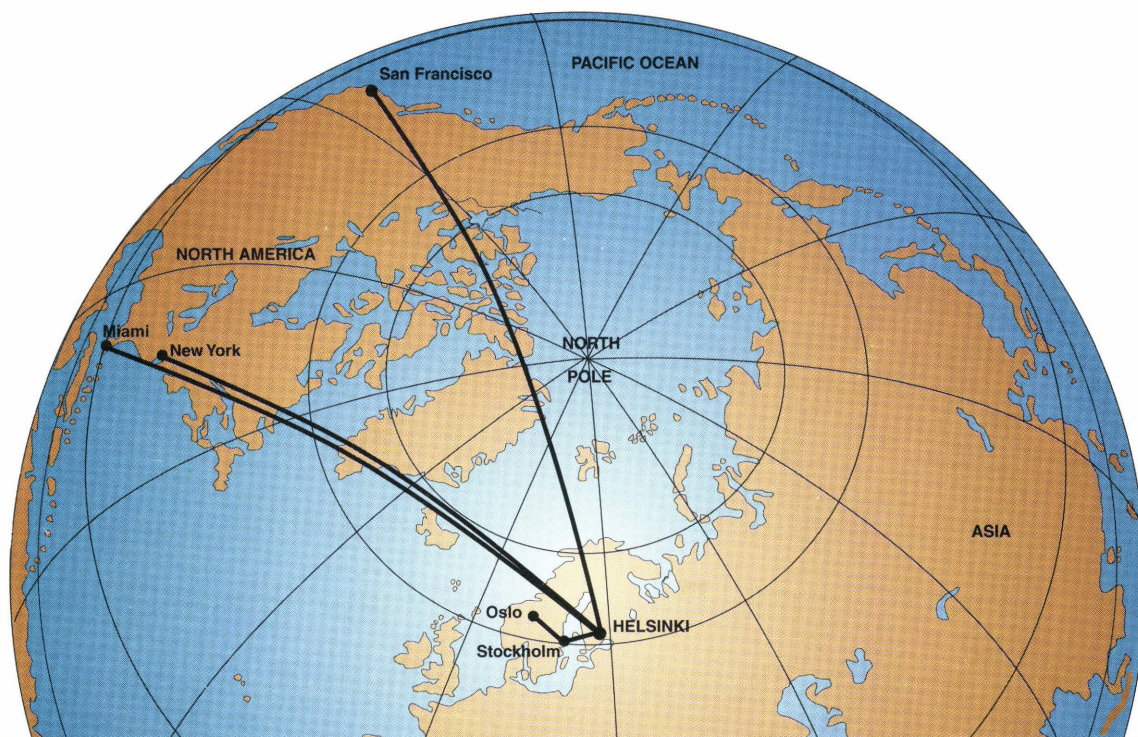 PACIFIC OCEAN
San Francisco
NORTH AMERICA
Miami
New York
NORTH
POLE
ASIA
Oslo
HELSINKI
Stockholm